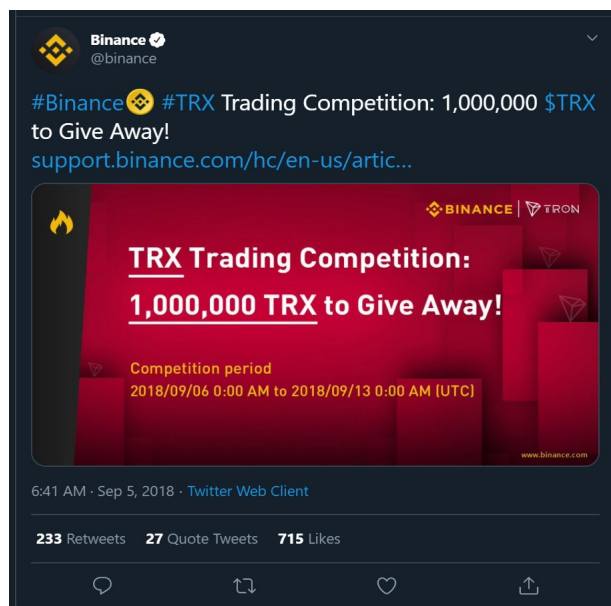 Binance
@binance
#Binance #TRX Trading Competition: 1,000,000 $TRX
to Give Away!
support.binance.com/hc/en-us/artic...
BINANCE | TRON
TRX Trading Competition:
1,000,000 TRX to Give Away!
Competition period
2018/09/06 0:00 AM to 2018/09/13 0:00 AM (UTC)
www.binance.com
6:41 AM · Sep 5, 2018 · Twitter Web Client
233 Retweets 27 Quote Tweets 715 Likes